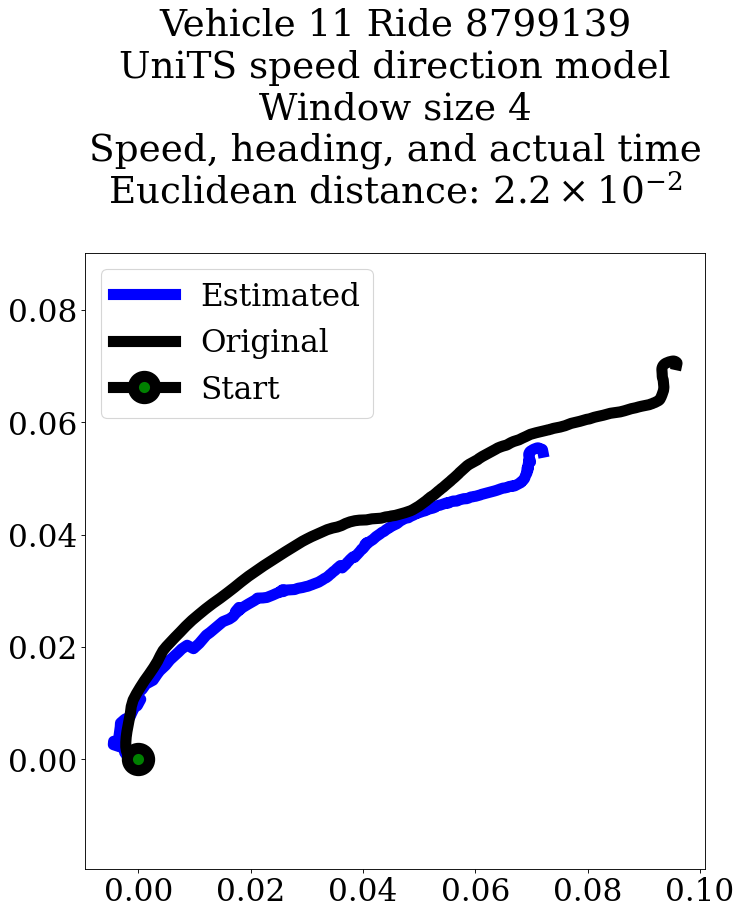 Vehicle 11 Ride 8799139
UniTS speed direction model
Window size 4
Speed, heading, and actual time
Euclidean distance: 2.2 × 10⁻²
Estimated
Original
Start
0.08
0.06
0.04
0.02
0.00
0.00 0.02 0.04 0.06 0.08 0.10